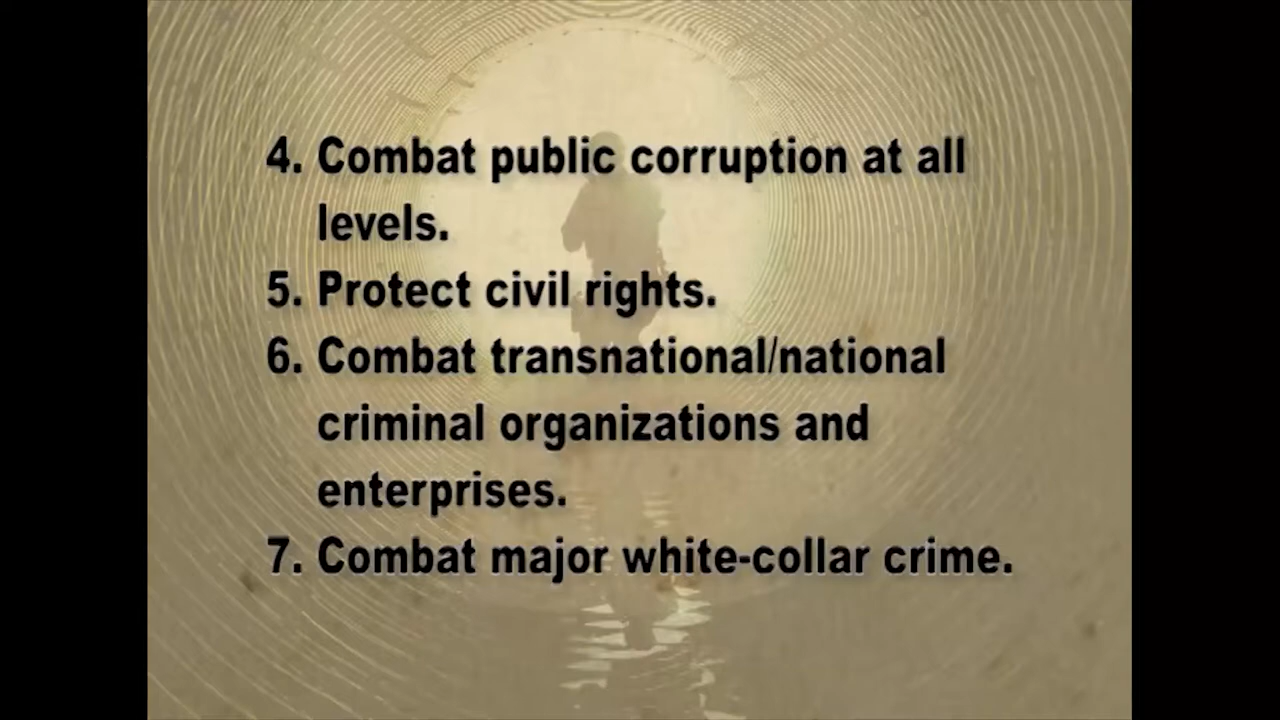 4. Combat public corruption at all
levels.
5. Protect civil rights.
6. Combat transnational/national
criminal organizations and
enterprises.
7. Combat major white-collar crime.